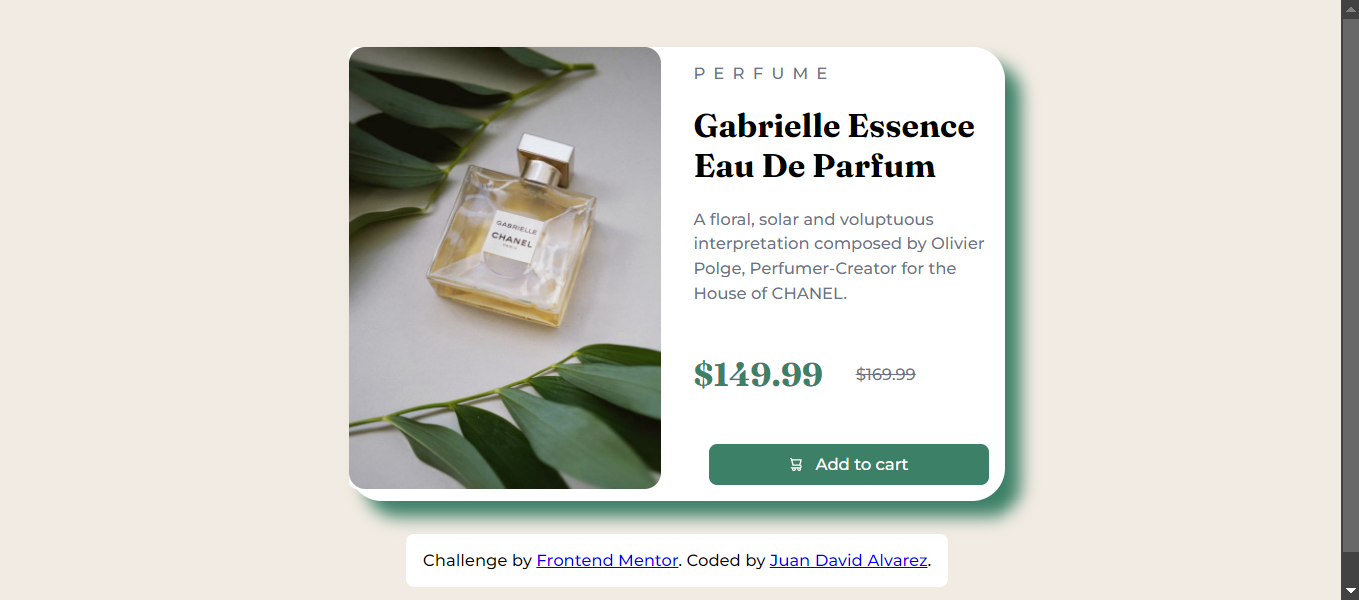 PERFUME
Gabrielle Essence
Eau De Parfum
A floral, solar and voluptuous
interpretation composed by Olivier
Polge, Perfumer-Creator for the
House of CHANEL.
$149.99 $169.99
Add to cart
GABRIELLE
CHANEL
PARIS
Challenge by Frontend Mentor. Coded by Juan David Alvarez.